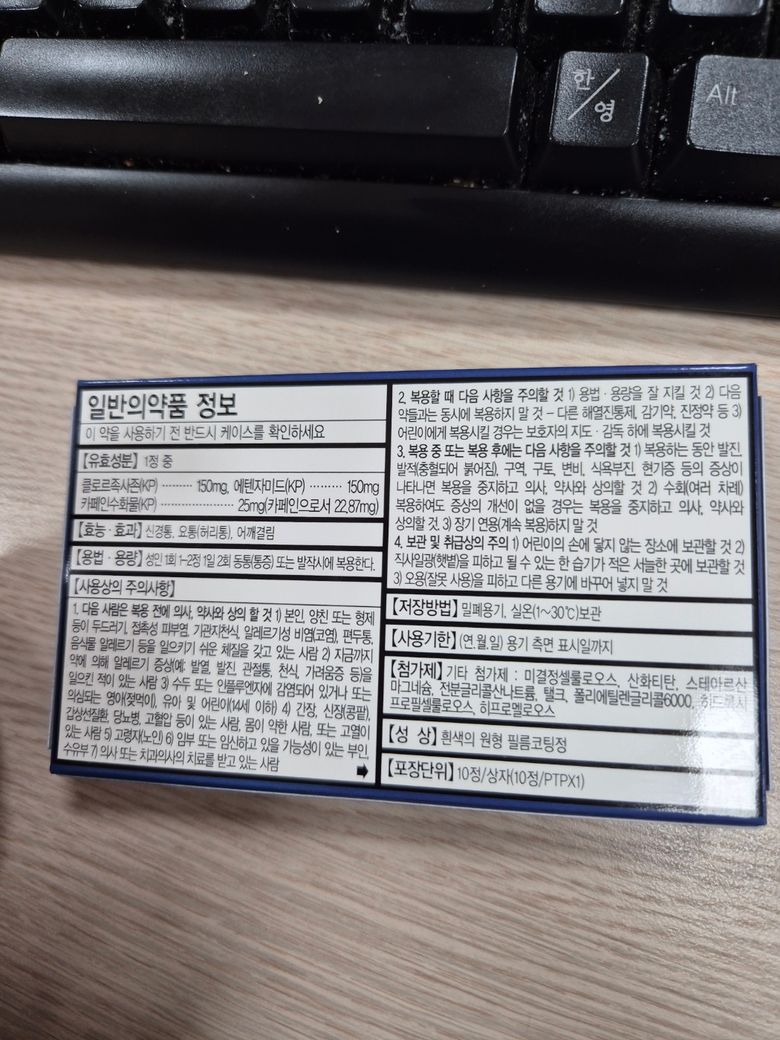 한/영
Alt
일반의약품 정보
이 약을 사용하기 전 반드시 케이스를 확인하세요
【유효성분】 1정 중
클로르족사존(KP) ········ 150mg, 에텐자미드(KP) ········ 150mg
카페인수화물(KP) ·················· 25mg(카페인으로서 22.87mg)
【효능·효과】 신경통, 요통(허리통), 어깨결림
【용법·용량】 성인 1회 1~2정 1일 2회 동통(통증) 또는 발작시에 복용한다.
【사용상의 주의사항】
1. 다음 사람은 복용 전에 의사, 약사와 상의 할 것 1) 본인, 양친 또는 형제
등이 두드러기, 접촉성 피부염, 기관지천식, 알레르기성 비염(코염), 편두통,
음식물 알레르기 등을 일으키기 쉬운 체질을 갖고 있는 사람 2) 지금까지
약에 의해 알레르기 증상(예: 발열, 발진, 관절통, 천식, 가려움증 등)을
일으킨 적이 있는 사람 3) 수두 또는 인플루엔자에 감염되어 있거나 또는
의심되는 영아(젖먹이), 유아 및 어린이(14세 이하) 4) 간장, 신장(콩팥),
갑상선질환, 당뇨병, 고혈압 등이 있는 사람, 몸이 약한 사람, 또는 고열이
있는 사람 5) 고령자(노인) 6) 임부 또는 임신하고 있을 가능성이 있는 부인,
수유부 7) 의사 또는 치과의사의 치료를 받고 있는 사람
2. 복용할 때 다음 사항을 주의할 것 1) 용법·용량을 잘 지킬 것 2) 다음
약들과는 동시에 복용하지 말 것 – 다른 해열진통제, 감기약, 진정약 등 3)
어린이에게 복용시킬 경우는 보호자의 지도·감독 하에 복용시킬 것
3. 복용 중 또는 복용 후에는 다음 사항을 주의할 것 1) 복용하는 동안 발진,
발적(충혈되어 붉어짐), 구역, 구토, 변비, 식욕부진, 현기증 등의 증상이
나타나면 복용을 중지하고 의사, 약사와 상의할 것 2) 수회(여러 차례)
복용하여도 증상의 개선이 없을 경우는 복용을 중지하고 의사, 약사와
상의할 것. 3) 장기 연용(계속 복용)하지 말 것
4. 보관 및 취급상의 주의 1) 어린이의 손에 닿지 않는 장소에 보관할 것 2)
직사일광(햇빛)을 피하고 될 수 있는 한 습기가 적은 서늘한 곳에 보관할 것
3) 오용(잘못 사용)을 피하고 다른 용기에 바꾸어 넣지 말 것
【저장방법】 밀폐용기, 실온(1~30℃)보관
【사용기한】 (연,월,일) 용기 측면 표시일까지
【첨가제】 기타 첨가제 : 미결정셀룰로오스, 산화티탄, 스테아르산
마그네슘, 전분글리콜산나트륨, 탤크, 폴리에틸렌글리콜6000, 히드록시
프로필셀룰로오스, 히프로멜로오스
【성 상】 흰색의 원형 필름코팅정
【포장단위】 10정/상자(10정/PTPX1)